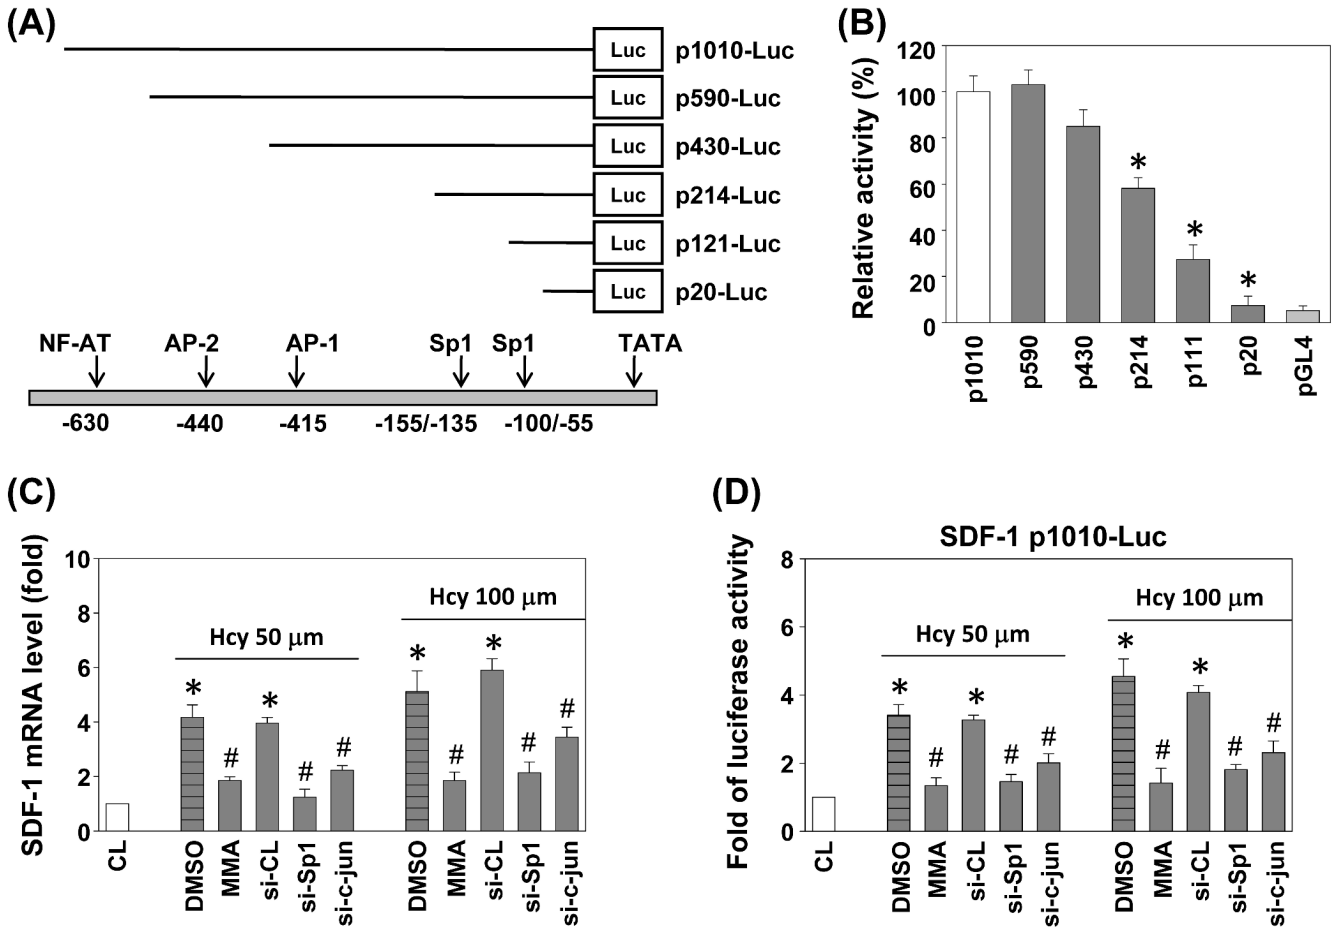 (A)
Luc p1010-Luc
Luc p590-Luc
Luc p430-Luc
Luc p214-Luc
Luc p121-Luc
Luc p20-Luc
NF-AT AP-2 AP-1 Sp1 Sp1 TATA
-630 -440 -415 -155/-135 -100/-55
(B)
Relative activity (%)
120
100
80
60
40
20
0
*
*
*
p1010 p590 p430 p214 p111 p20 pGL4
(C)
SDF-1 mRNA level (fold)
10
8
6
4
2
0
Hcy 50 μm
Hcy 100 μm
* # * # #
* # * # #
CL DMSO MMA si-CL si-Sp1 si-c-jun DMSO MMA si-CL si-Sp1 si-c-jun
(D)
SDF-1 p1010-Luc
Fold of luciferase activity
8
6
4
2
0
Hcy 50 μm
Hcy 100 μm
* # * # #
* # * # #
CL DMSO MMA si-CL si-Sp1 si-c-jun DMSO MMA si-CL si-Sp1 si-c-jun